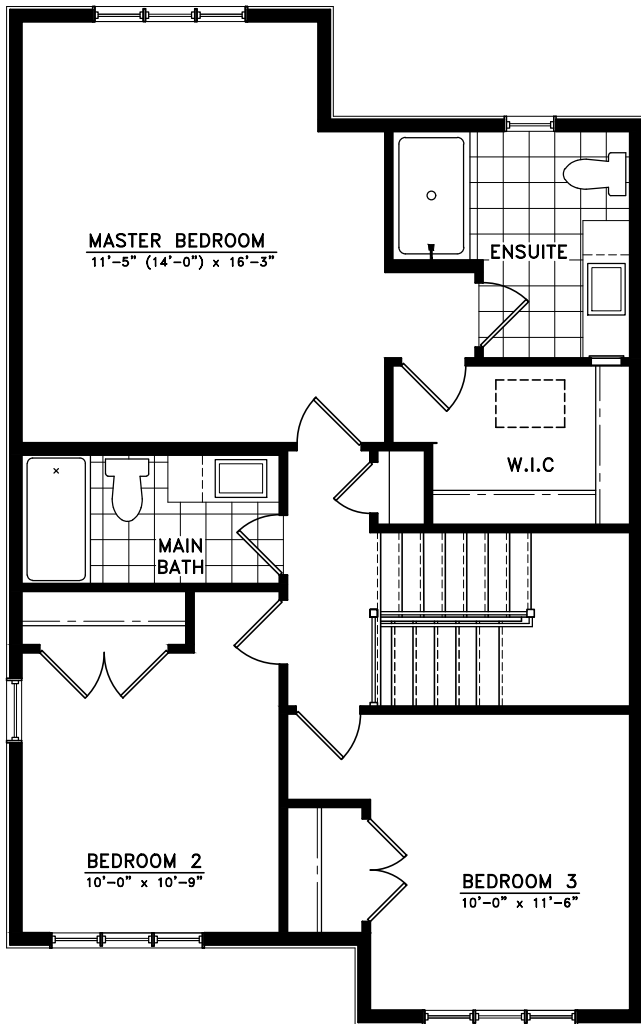 MASTER BEDROOM
11'-5" (14'-0") x 16'-3"
ENSUITE
W.I.C
MAIN
BATH
BEDROOM 2
10'-0" x 10'-9"
BEDROOM 3
10'-0" x 11'-6"